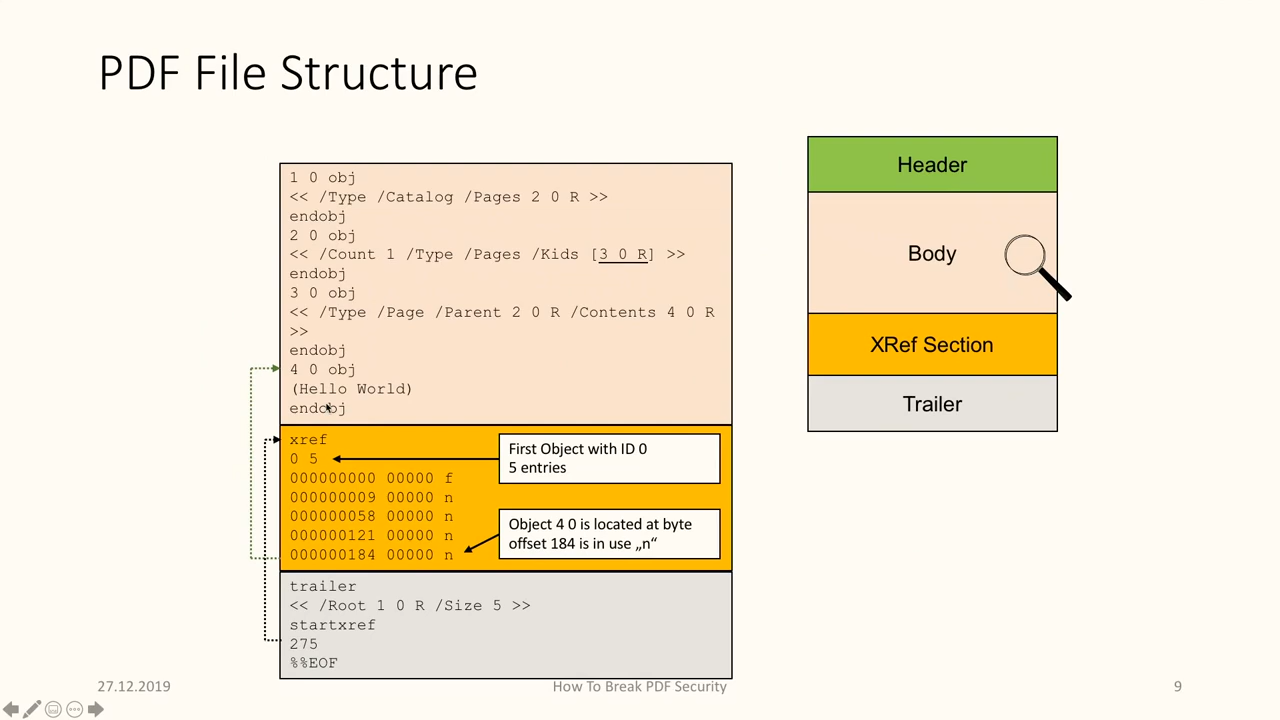 PDF File Structure
1 0 obj
<< /Type /Catalog /Pages 2 0 R >>
endobj
2 0 obj
<< /Count 1 /Type /Pages /Kids [3 0 R] >>
endobj
3 0 obj
<< /Type /Page /Parent 2 0 R /Contents 4 0 R
>>
endobj
4 0 obj
(Hello World)
endobj
xref
0 5
000000000 00000 f
000000009 00000 n
000000058 00000 n
000000121 00000 n
000000184 00000 n
First Object with ID 0
5 entries
Object 4 0 is located at byte
offset 184 is in use „n“
trailer
<< /Root 1 0 R /Size 5 >>
startxref
275
%%EOF
Header
Body
XRef Section
Trailer
27.12.2019
How To Break PDF Security
9